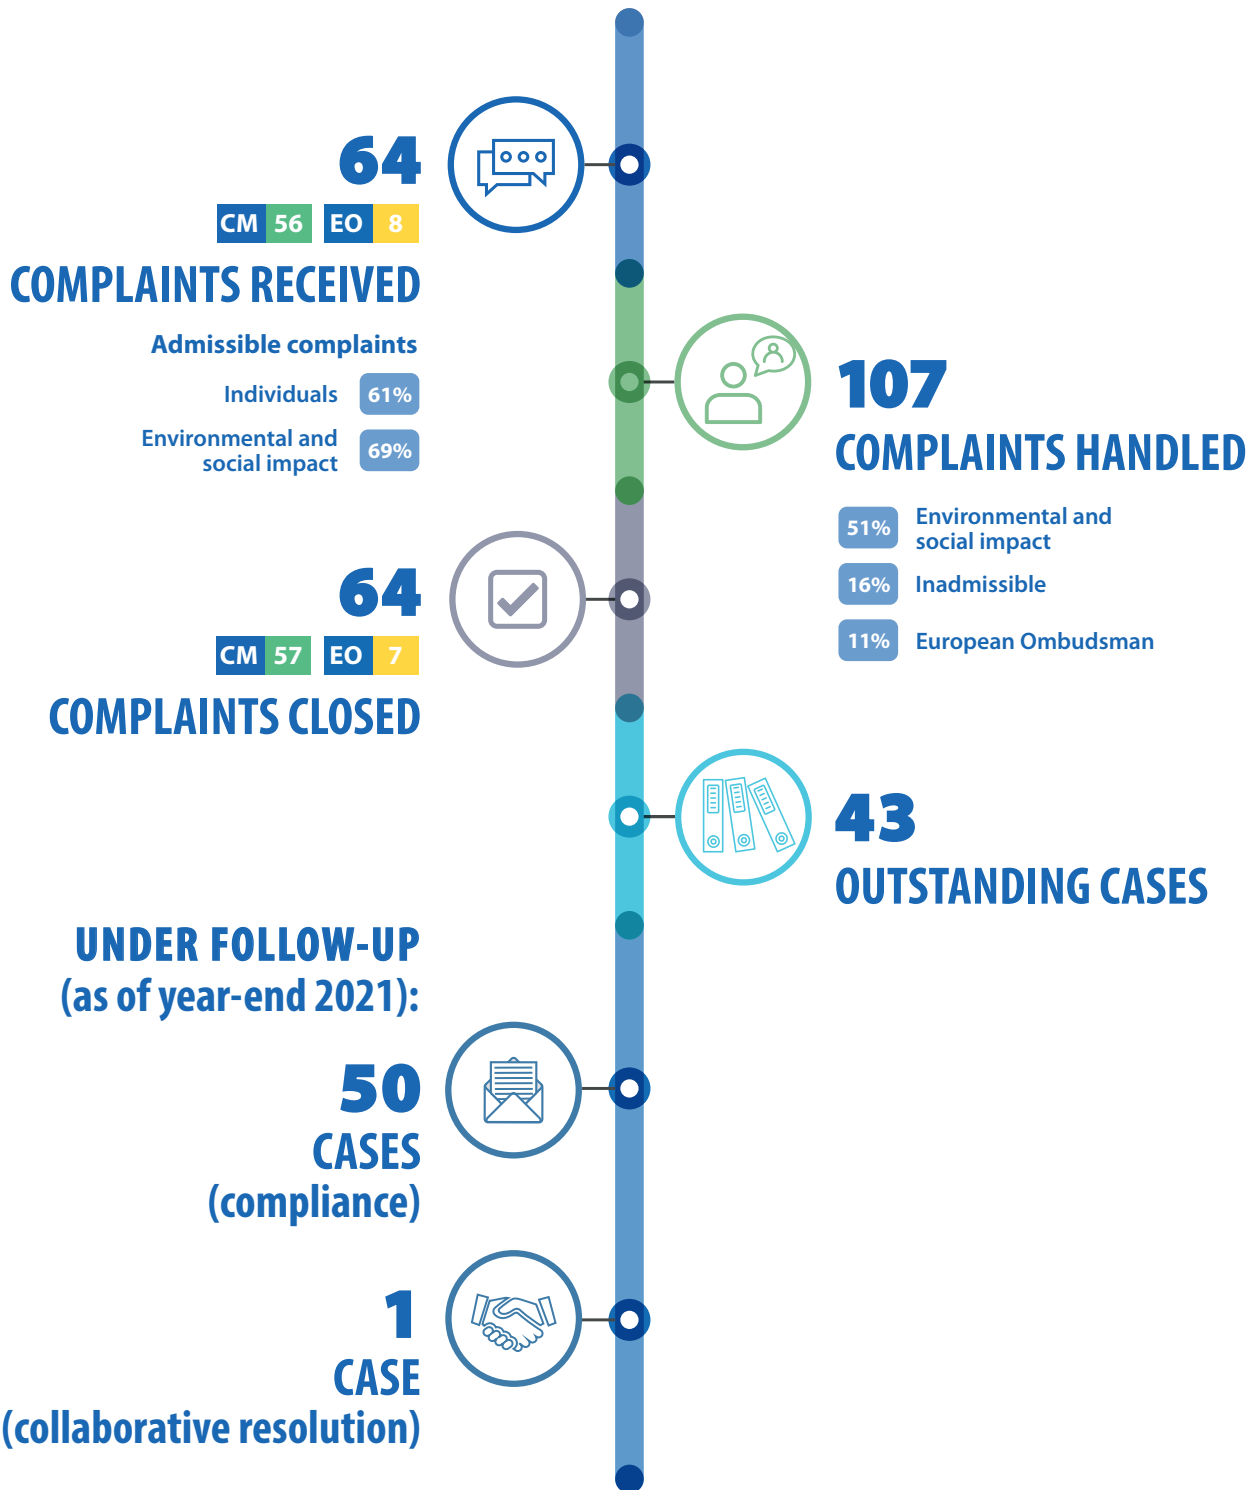 64
CM 56 EO 8
COMPLAINTS RECEIVED
Admissible complaints
Individuals 61%
Environmental and
social impact 69%
107
COMPLAINTS HANDLED
51% Environmental and
social impact
16% Inadmissible
11% European Ombudsman
64
CM 57 EO 7
COMPLAINTS CLOSED
43
OUTSTANDING CASES
UNDER FOLLOW-UP
(as of year-end 2021):
50
CASES
(compliance)
1
CASE
(collaborative resolution)